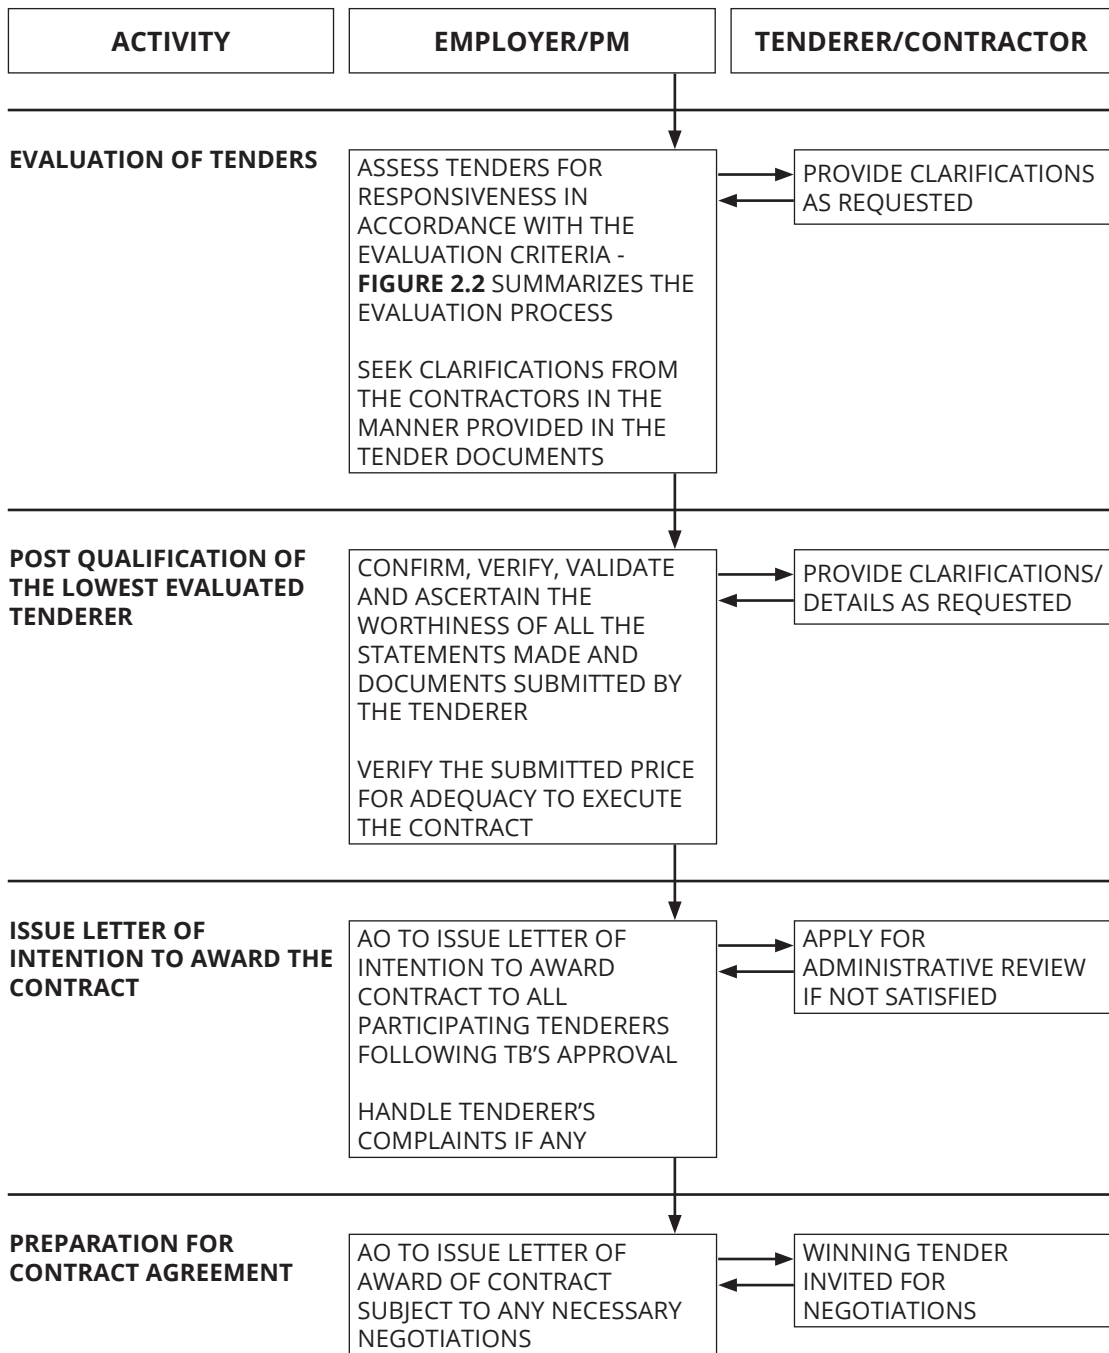 ACTIVITY
EMPLOYER/PM
TENDERER/CONTRACTOR
EVALUATION OF TENDERS
ASSESS TENDERS FOR
RESPONSIVENESS IN
ACCORDANCE WITH THE
EVALUATION CRITERIA -
FIGURE 2.2 SUMMARIZES THE
EVALUATION PROCESS
SEEK CLARIFICATIONS FROM
THE CONTRACTORS IN THE
MANNER PROVIDED IN THE
TENDER DOCUMENTS
PROVIDE CLARIFICATIONS
AS REQUESTED
POST QUALIFICATION OF
THE LOWEST EVALUATED
TENDERER
CONFIRM, VERIFY, VALIDATE
AND ASCERTAIN THE
WORTHINESS OF ALL THE
STATEMENTS MADE AND
DOCUMENTS SUBMITTED BY
THE TENDERER
VERIFY THE SUBMITTED PRICE
FOR ADEQUACY TO EXECUTE
THE CONTRACT
PROVIDE CLARIFICATIONS/
DETAILS AS REQUESTED
ISSUE LETTER OF
INTENTION TO AWARD THE
CONTRACT
AO TO ISSUE LETTER OF
INTENTION TO AWARD
CONTRACT TO ALL
PARTICIPATING TENDERERS
FOLLOWING TB'S APPROVAL
HANDLE TENDERER'S
COMPLAINTS IF ANY
APPLY FOR
ADMINISTRATIVE REVIEW
IF NOT SATISFIED
PREPARATION FOR
CONTRACT AGREEMENT
AO TO ISSUE LETTER OF
AWARD OF CONTRACT
SUBJECT TO ANY NECESSARY
NEGOTIATIONS
WINNING TENDER
INVITED FOR
NEGOTIATIONS